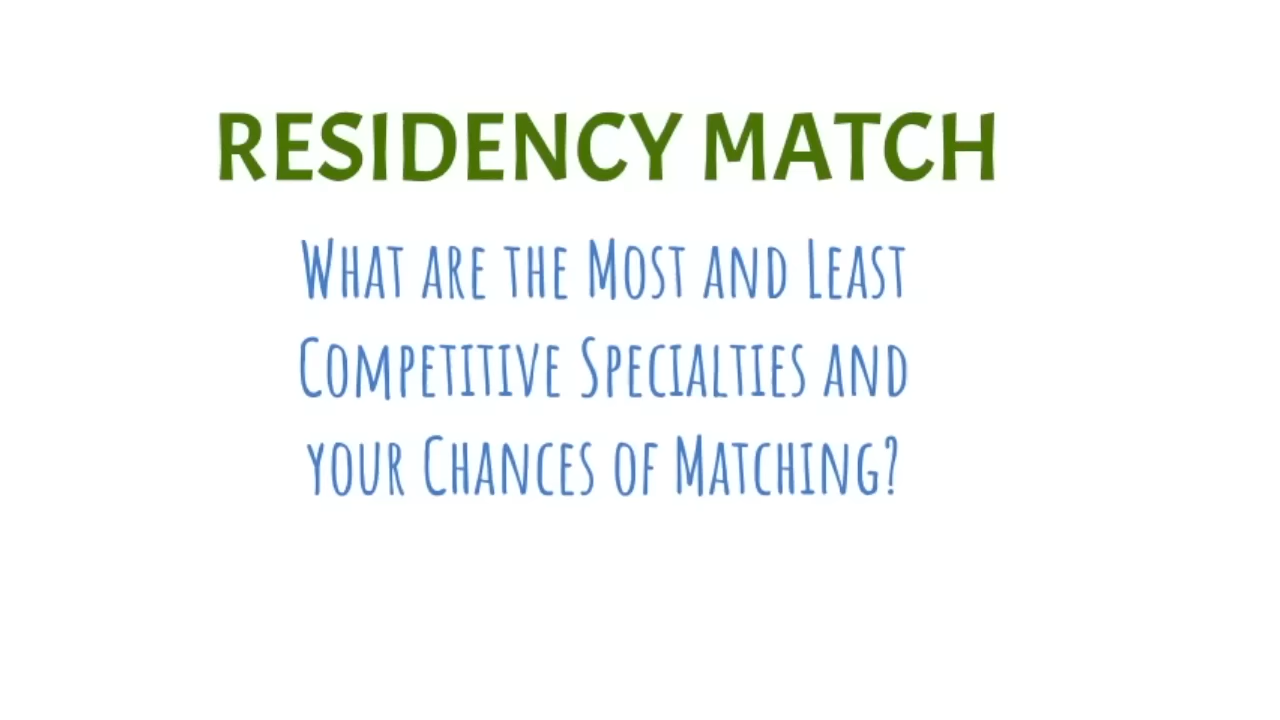 RESIDENCY MATCH
What are the Most and Least
Competitive Specialties and
your Chances of Matching?